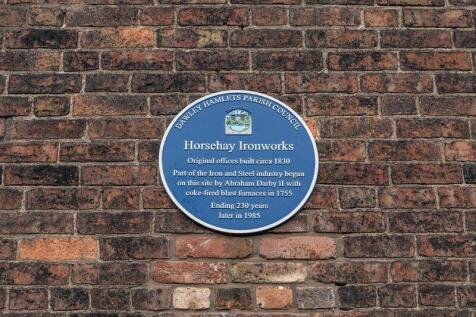 DAWLEY HAMLETS PARISH COUNCIL
Horsehay Ironworks
Original offices built circa 1830
Part of the Iron and Steel industry began
on this site by Abraham Darby II with
coke-fired blast furnaces in 1755
Ending 230 years
later in 1985